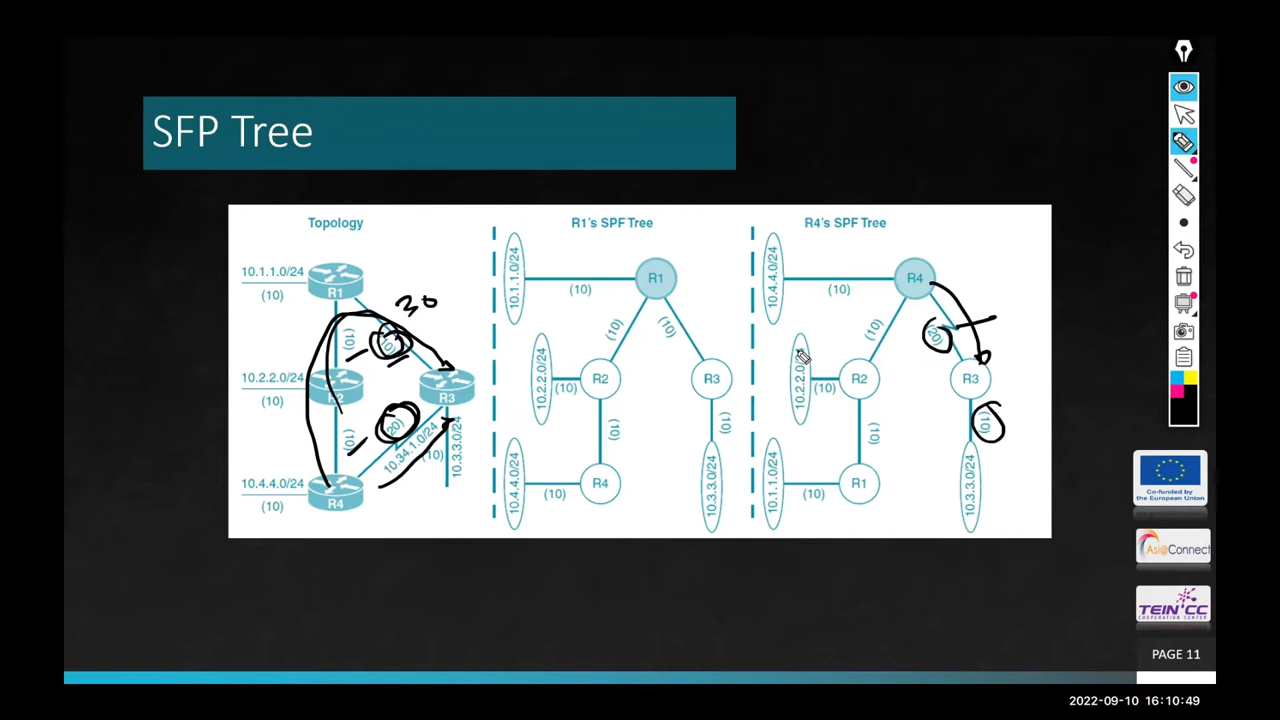 SFP Tree
Topology
R1's SPF Tree
R4's SPF Tree
10.1.1.0/24
(10)
R1
30
(10)
(10)
10.2.2.0/24
(10)
R2
R3
(10)
(20)
10.34.1.0/24
(10)
10.3.3.0/24
10.4.4.0/24
(10)
R4
10.1.1.0/24
(10)
R1
(10)
(10)
10.2.2.0/24
(10)
R2
R3
(10)
(10)
10.4.4.0/24
(10)
R4
10.3.3.0/24
10.4.4.0/24
(10)
R4
(10)
(20)
10.2.2.0/24
(10)
R2
R3
(10)
(10)
10.1.1.0/24
(10)
R1
10.3.3.0/24
Co-funded by
the European Union
Asi@Connect
TEIN*CC
COOPERATION CENTER
PAGE 11
2022-09-10 16:10:49